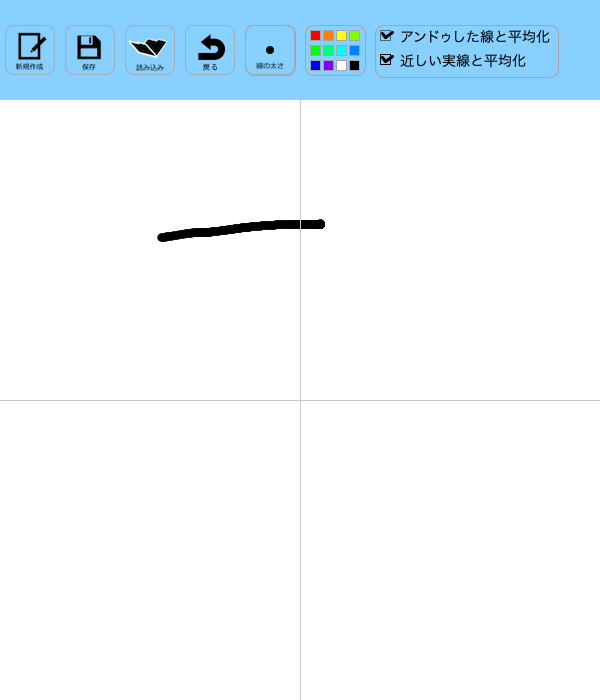 新規作成
保存
読み込み
戻る
線の太さ
アンドゥした線と平均化
近しい実線と平均化